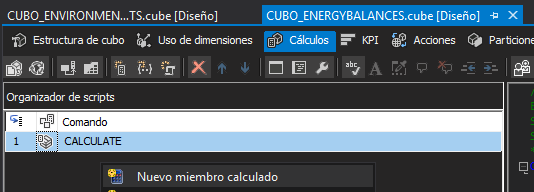 CUBO_ENVIRONMEN...TS.cube [Diseño] CUBO_ENERGYBALANCES.cube [Diseño]
Estructura de cubo Uso de dimensiones Cálculos KPI Acciones Particione
Organizador de scripts
Comando
1 CALCULATE
Nuevo miembro calculado